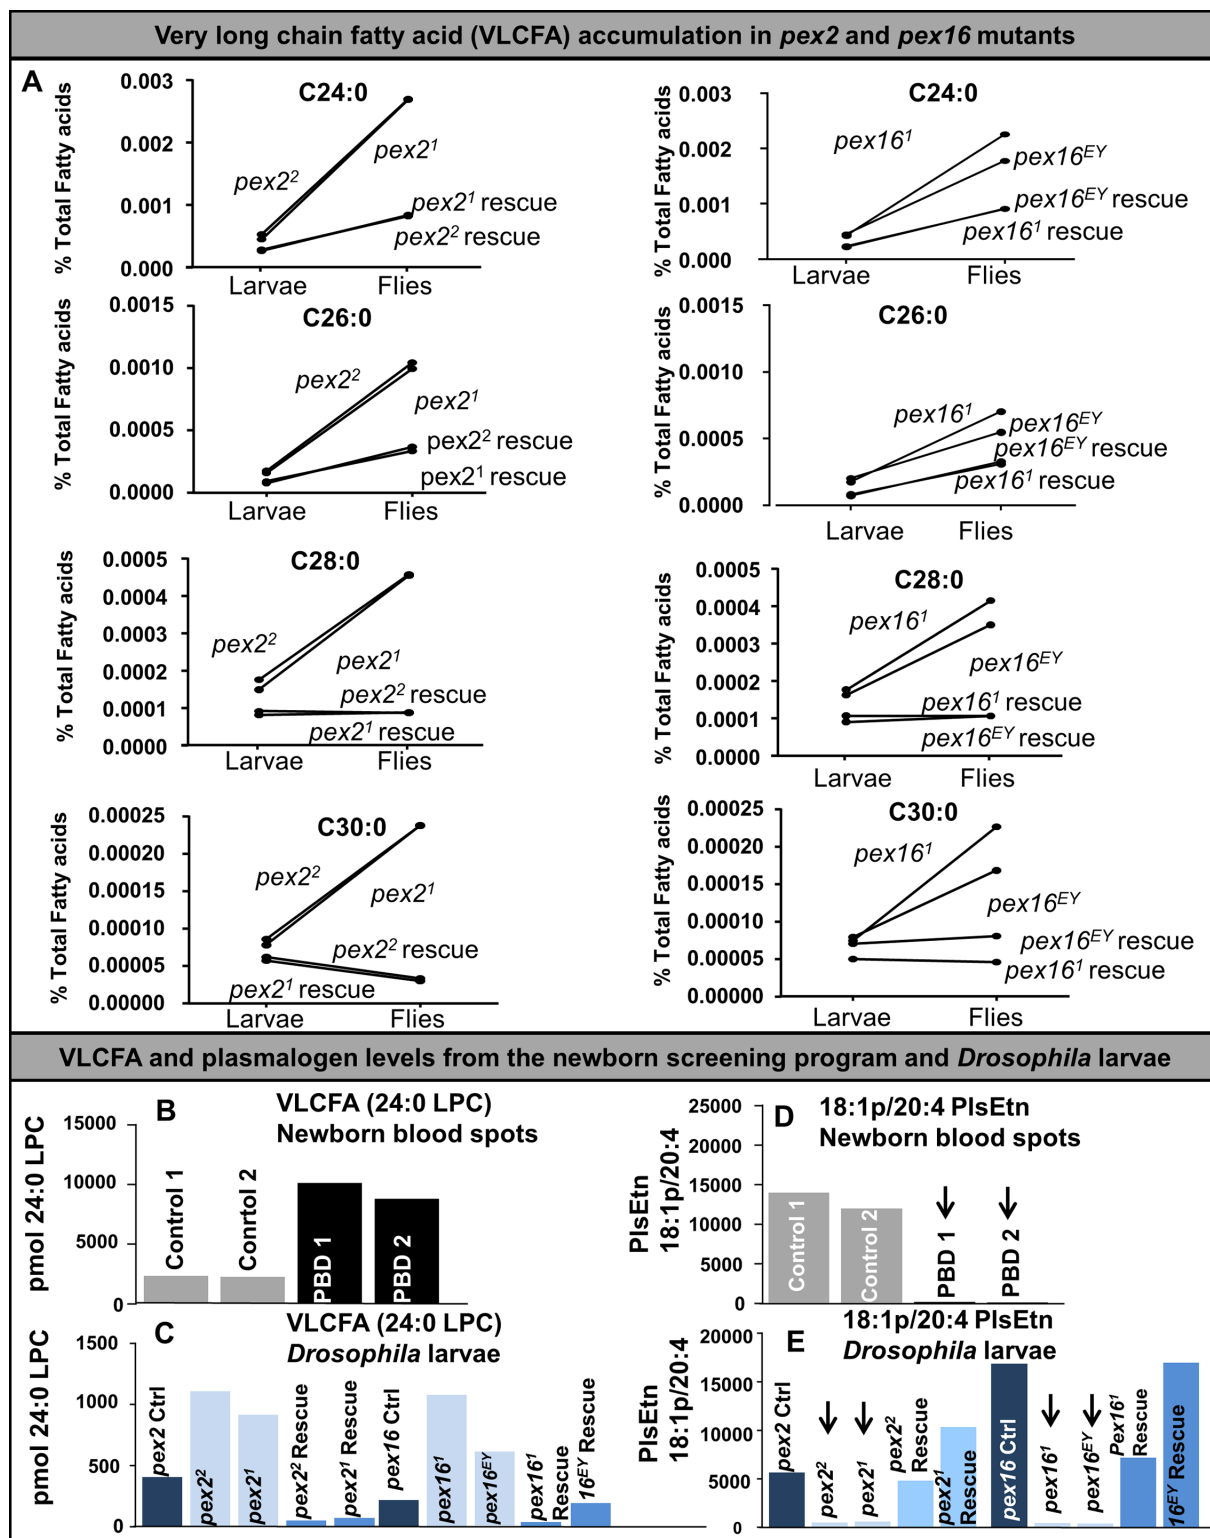 Very long chain fatty acid (VLCFA) accumulation in pex2 and pex16 mutants
A
C24:0
% Total Fatty acids
0.003
0.002
0.001
0.000
pex2²
pex2¹
pex2¹ rescue
pex2² rescue
Larvae Flies
C24:0
% Total Fatty acids
0.003
0.002
0.001
0.000
pex16¹
pex16ᴱʸ
pex16ᴱʸ rescue
pex16¹ rescue
Larvae Flies
C26:0
% Total Fatty acids
0.0015
0.0010
0.0005
0.0000
pex2²
pex2¹
pex2² rescue
pex2¹ rescue
Larvae Flies
C26:0
% Total Fatty acids
0.0015
0.0010
0.0005
0.0000
pex16¹
pex16ᴱʸ
pex16ᴱʸ rescue
pex16¹ rescue
Larvae Flies
C28:0
% Total Fatty acids
0.0005
0.0004
0.0003
0.0002
0.0001
0.0000
pex2²
pex2¹
pex2² rescue
pex2¹ rescue
Larvae Flies
C28:0
% Total Fatty acids
0.0005
0.0004
0.0003
0.0002
0.0001
0.0000
pex16¹
pex16ᴱʸ
pex16¹ rescue
pex16ᴱʸ rescue
Larvae Flies
C30:0
% Total Fatty acids
0.00025
0.00020
0.00015
0.00010
0.00005
0.00000
pex2²
pex2¹
pex2² rescue
pex2¹ rescue
Larvae Flies
C30:0
% Total Fatty acids
0.00025
0.00020
0.00015
0.00010
0.00005
0.00000
pex16¹
pex16ᴱʸ
pex16ᴱʸ rescue
pex16¹ rescue
Larvae Flies
VLCFA and plasmalogen levels from the newborn screening program and Drosophila larvae
B
VLCFA (24:0 LPC)
Newborn blood spots
pmol 24:0 LPC
15000
10000
5000
0
Control 1
Conrtol 2
PBD 1
PBD 2
D
18:1p/20:4 PlsEtn
Newborn blood spots
PlsEtn
18:1p/20:4
25000
20000
15000
10000
5000
0
Control 1
Control 2
PBD 1
PBD 2
C
VLCFA (24:0 LPC)
Drosophila larvae
pmol 24:0 LPC
1500
1000
500
0
pex2 Ctrl
pex2²
pex2¹
pex2² Rescue
pex2¹ Rescue
pex16 Ctrl
pex16¹
pex16ᴱʸ
pex16¹
Rescue
16ᴱʸ Rescue
E
18:1p/20:4 PlsEtn
Drosophila larvae
PlsEtn
18:1p/20:4
20000
15000
10000
5000
0
pex2 Ctrl
pex2²
pex2¹
pex2²
Rescue
pex2¹
Rescue
pex16 Ctrl
pex16¹
pex16ᴱʸ
Pex16¹
Rescue
16ᴱʸ Rescue